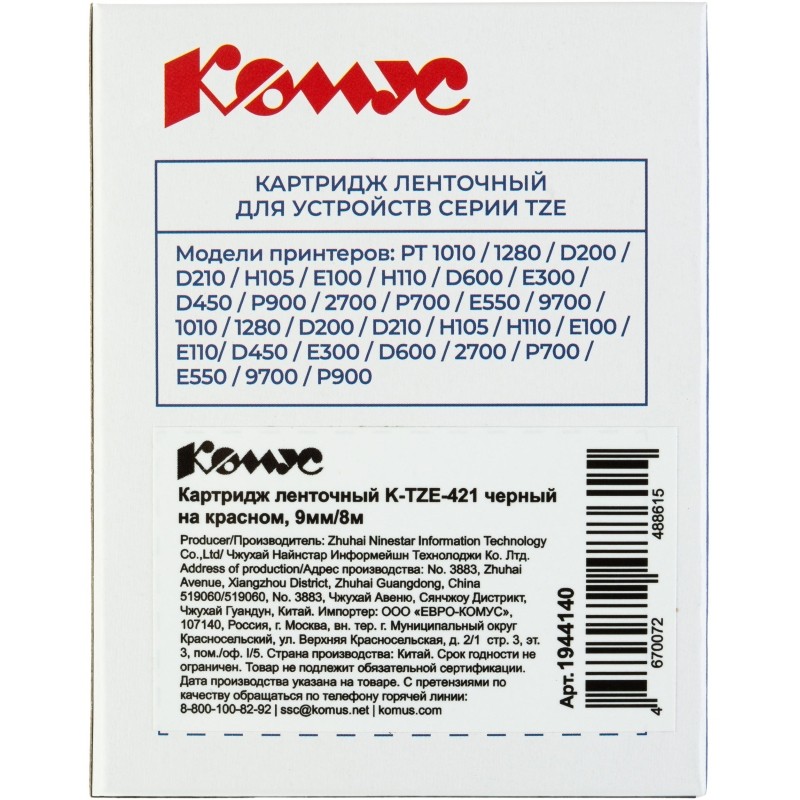 Комус
КАРТРИДЖ ЛЕНТОЧНЫЙ
ДЛЯ УСТРОЙСТВ СЕРИИ TZE
Модели принтеров: PT 1010 / 1280 / D200 /
D210 / H105 / E100 / H110 / D600 / E300 /
D450 / P900 / 2700 / P700 / E550 / 9700 /
1010 / 1280 / D200 / D210 / H105 / H110 / E100 /
E110/ D450 / E300 / D600 / 2700 / P700 /
E550 / 9700 / P900
Комус
Картридж ленточный K-TZE-421 черный
на красном, 9мм/8м
Producer/Производитель: Zhuhai Ninestar Information Technology
Co.,Ltd/ Чжухай Найнстар Информейшн Технолоджи Ко. Лтд.
Address of production/Адрес производства: No. 3883, Zhuhai
Avenue, Xiangzhou District, Zhuhai Guangdong, China
519060/519060, No. 3883, Чжухай Авеню, Сянчжоу Дистрикт,
Чжухай Гуандун, Китай. Импортер: ООО «ЕВРО-КОМУС»,
107140, Россия, г. Москва, вн. тер. г. Муниципальный округ
Красносельский, ул. Верхняя Красносельская, д. 2/1 стр. 3, эт.
3, пом./оф. I/5. Страна производства: Китай. Срок годности не
ограничен. Товар не подлежит обязательной сертификации.
Дата производства указана на товаре. С претензиями по
качеству обращаться по телефону горячей линии:
8-800-100-82-92 | ssc@komus.net | komus.com
Арт.1944140
4 670072 488615